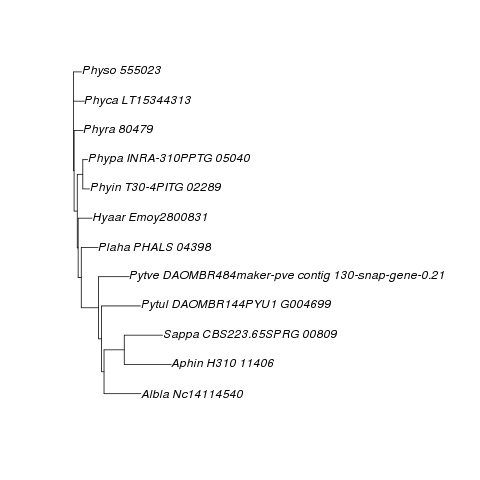 Physo 555023
Phyca LT15344313
Phyra 80479
Phypa INRA-310PPTG 05040
Phyin T30-4PITG 02289
Hyaar Emoy2800831
Plaha PHALS 04398
Pytve DAOMBR484maker-pve contig 130-snap-gene-0.21
Pytul DAOMBR144PYU1 G004699
Sappa CBS223.65SPRG 00809
Aphin H310 11406
Albla Nc14114540